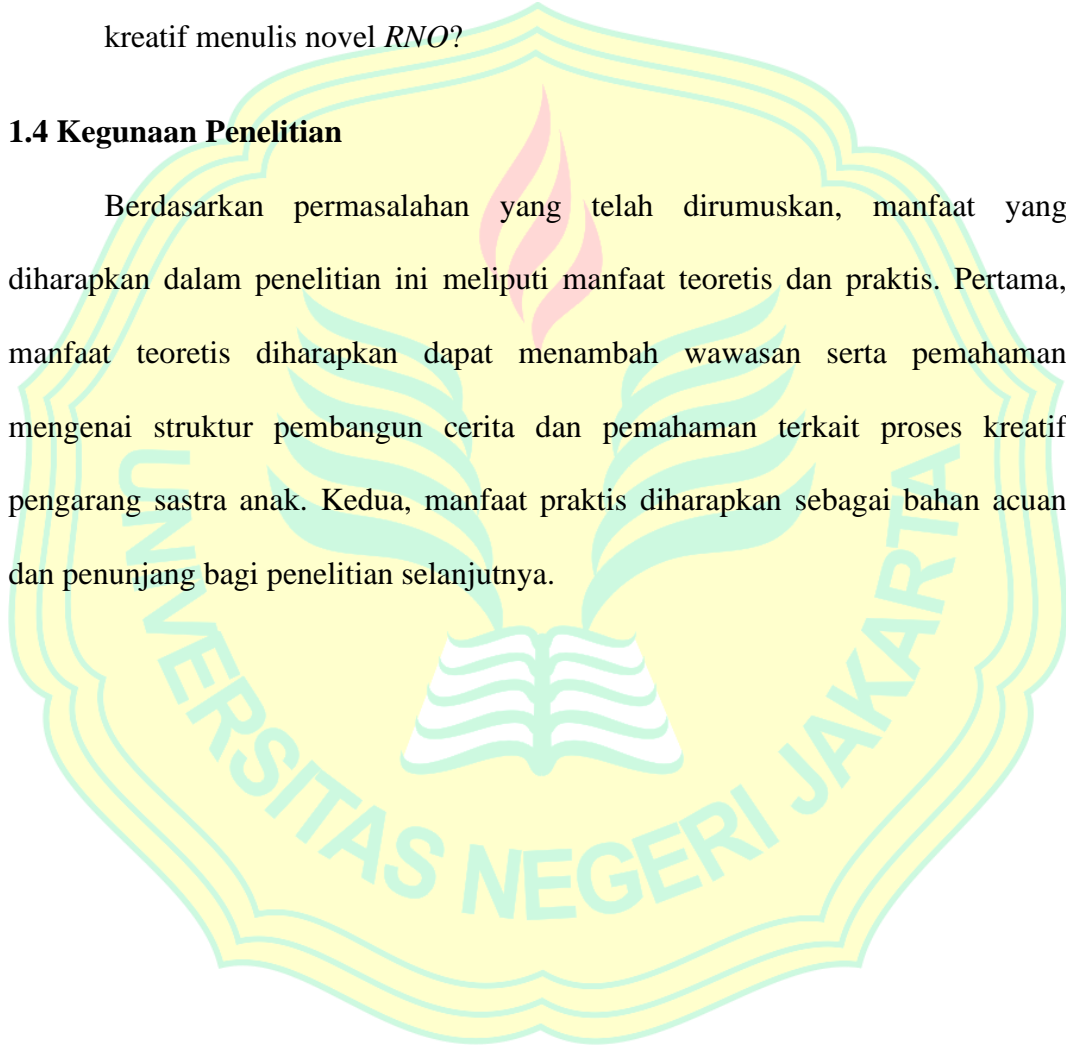 kreatif menulis novel RNO?
1.4 Kegunaan Penelitian
Berdasarkan permasalahan yang telah dirumuskan, manfaat yang
diharapkan dalam penelitian ini meliputi manfaat teoretis dan praktis. Pertama,
manfaat teoretis diharapkan dapat menambah wawasan serta pemahaman
mengenai struktur pembangun cerita dan pemahaman terkait proses kreatif
pengarang sastra anak. Kedua, manfaat praktis diharapkan sebagai bahan acuan
dan penunjang bagi penelitian selanjutnya.
UNIVERSITAS NEGERI JAKARTA